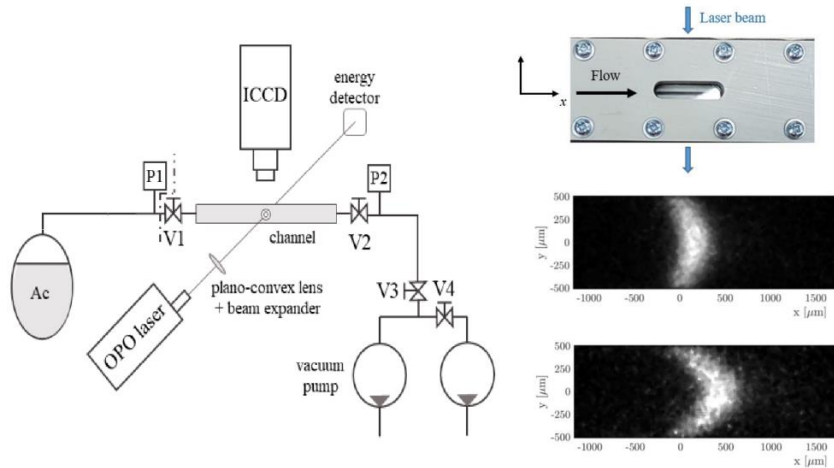 ICCD
energy
detector
P1
P2
V1
channel
V2
Ac
plano-convex lens
+ beam expander
OPO laser
V3
V4
vacuum
pump
Laser beam
Flow
x
500
250
0
-250
-500
y [μm]
-1000 -500 0 500 1000 1500
x [μm]
500
250
0
-250
-500
y [μm]
-1000 -500 0 500 1000 1500
x [μm]